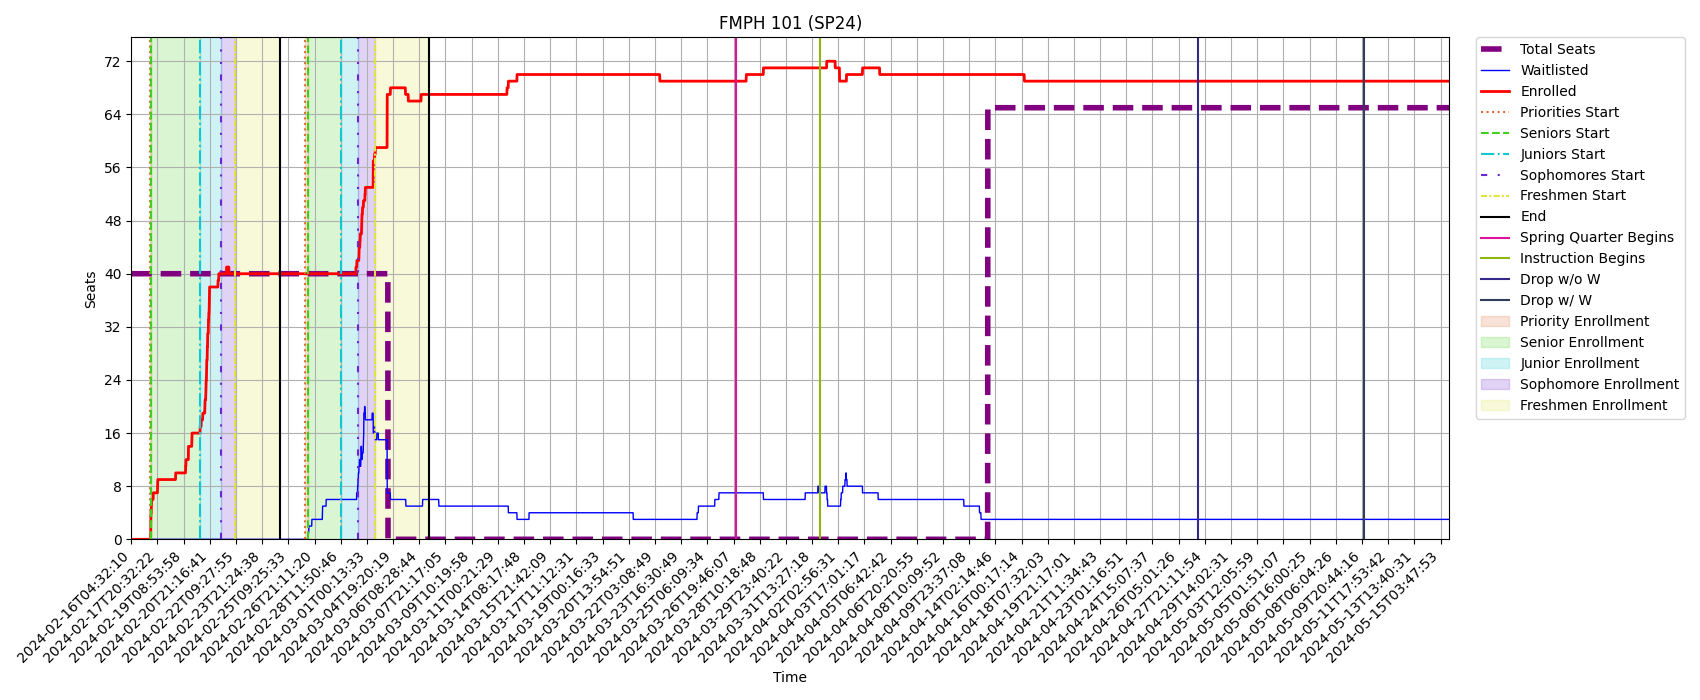 FMPH 101 (SP24)
Seats
72
64
56
48
40
32
24
16
8
0
2024-02-16T04:32:10
2024-02-17T20:32:22
2024-02-19T08:53:58
2024-02-20T21:16:41
2024-02-22T09:27:55
2024-02-23T21:24:38
2024-02-25T09:25:33
2024-02-26T21:11:20
2024-02-28T11:50:46
2024-03-01T00:13:33
2024-03-04T19:20:19
2024-03-06T08:28:44
2024-03-07T21:17:05
2024-03-09T10:19:58
2024-03-11T00:21:29
2024-03-14T08:17:48
2024-03-15T21:42:09
2024-03-17T11:12:31
2024-03-19T00:16:33
2024-03-20T13:54:51
2024-03-22T03:08:49
2024-03-23T16:30:49
2024-03-25T06:09:34
2024-03-26T19:46:07
2024-03-28T10:18:48
2024-03-29T23:40:22
2024-03-31T13:27:18
2024-04-02T02:56:31
2024-04-03T17:01:17
2024-04-05T06:42:42
2024-04-06T20:20:55
2024-04-08T10:09:52
2024-04-09T23:37:08
2024-04-14T02:14:46
2024-04-16T00:17:14
2024-04-18T07:32:03
2024-04-19T21:17:01
2024-04-21T11:34:43
2024-04-23T01:16:51
2024-04-24T15:07:37
2024-04-26T05:01:26
2024-04-27T21:11:54
2024-04-29T14:02:31
2024-05-03T12:05:59
2024-05-05T01:51:07
2024-05-06T16:00:25
2024-05-08T06:04:26
2024-05-09T20:44:16
2024-05-11T17:53:42
2024-05-13T13:40:31
2024-05-15T03:47:53
Time
Total Seats
Waitlisted
Enrolled
Priorities Start
Seniors Start
Juniors Start
Sophomores Start
Freshmen Start
End
Spring Quarter Begins
Instruction Begins
Drop w/o W
Drop w/ W
Priority Enrollment
Senior Enrollment
Junior Enrollment
Sophomore Enrollment
Freshmen Enrollment